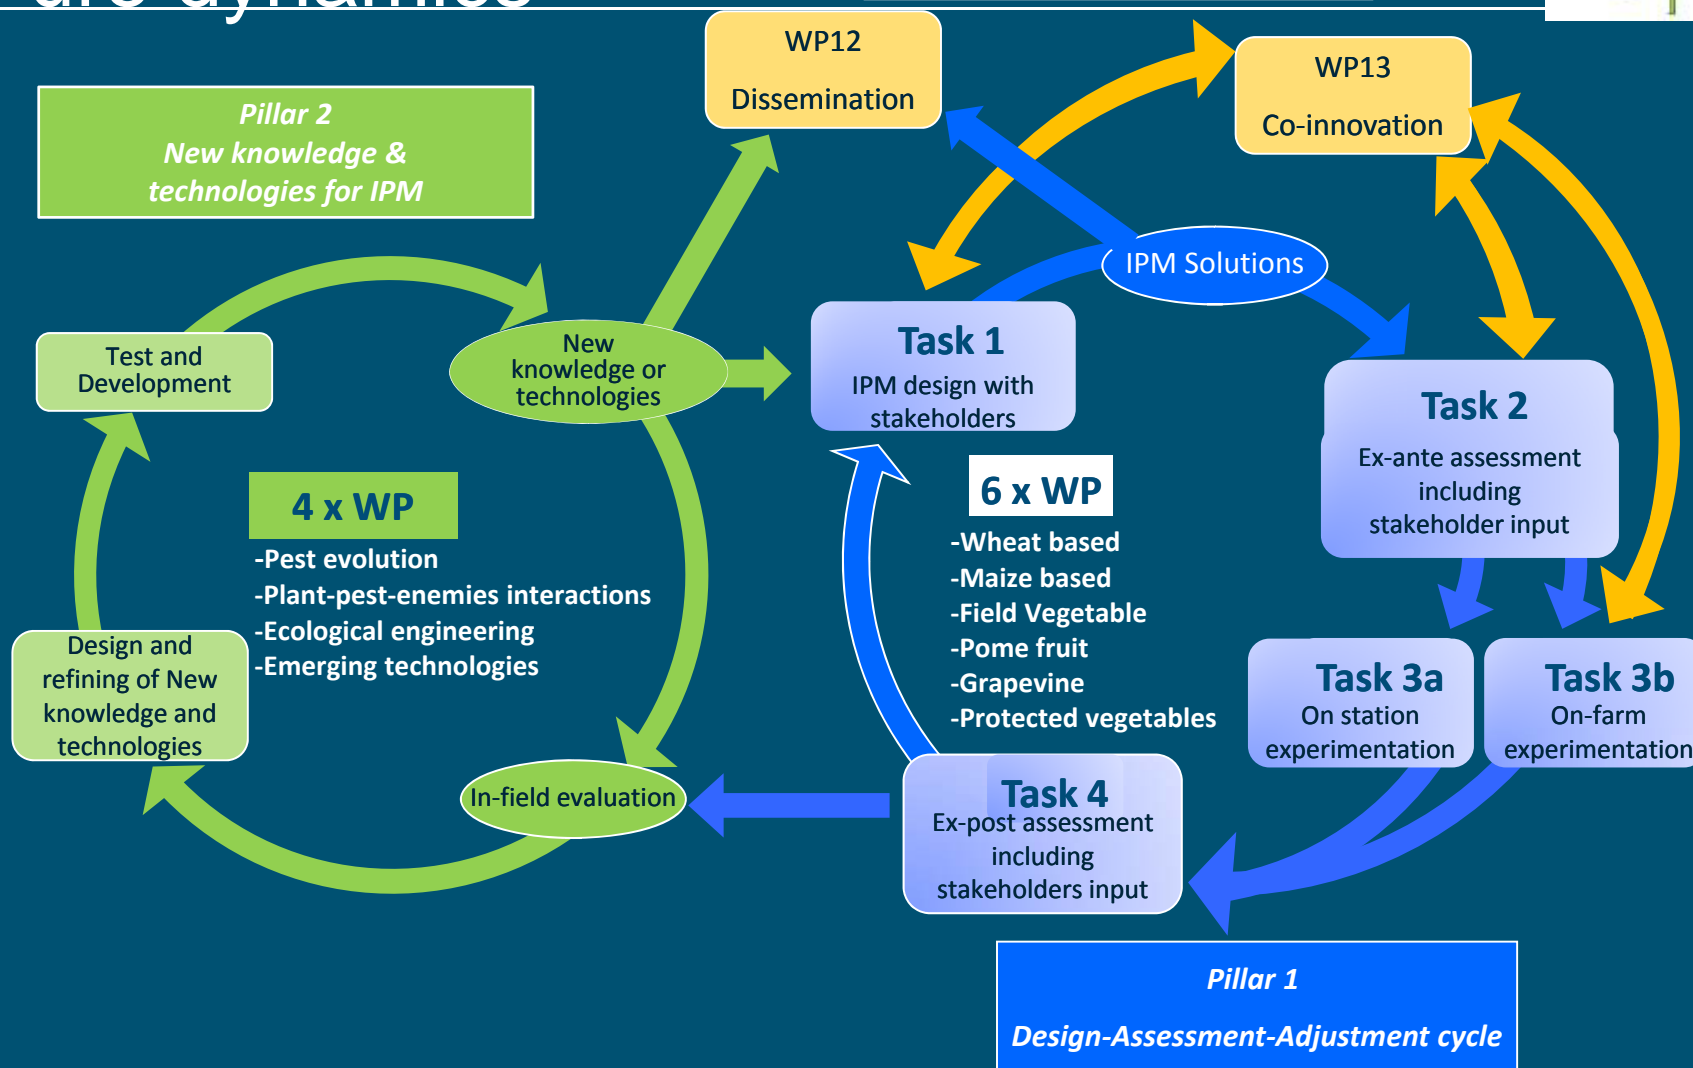 dynamics
WP12
Dissemination
WP13
Co-innovation
Pillar 2
New knowledge &
technologies for IPM
IPM Solutions
Test and
Development
New
knowledge or
technologies
Task 1
IPM design with
stakeholders
Task 2
Ex-ante assessment
including
stakeholder input
4 x WP
-Pest evolution
-Plant-pest-enemies interactions
-Ecological engineering
-Emerging technologies
6 x WP
-Wheat based
-Maize based
-Field Vegetable
-Pome fruit
-Grapevine
-Protected vegetables
Design and
refining of New
knowledge and
technologies
Task 3a
On station
experimentation
Task 3b
On-farm
experimentation
In-field evaluation
Task 4
Ex-post assessment
including
stakeholders input
Pillar 1
Design-Assessment-Adjustment cycle